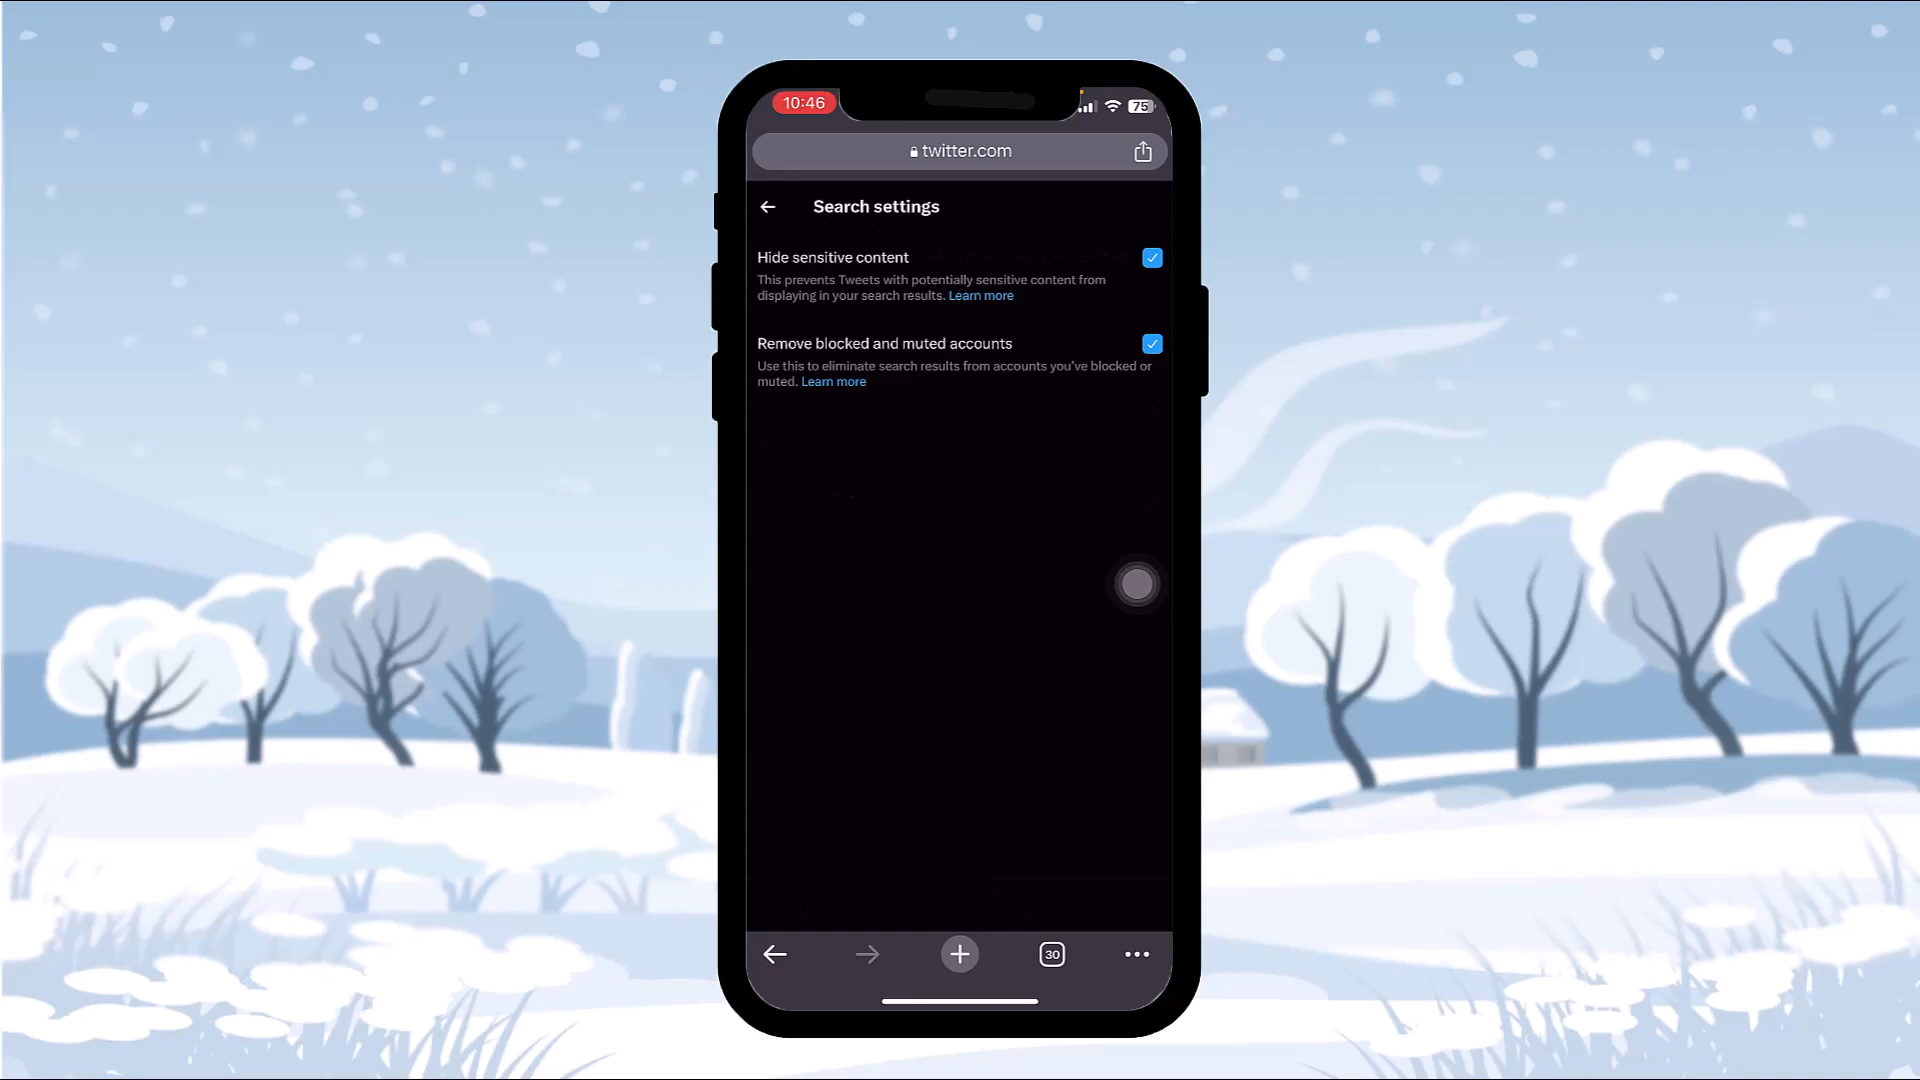 10:46
75
twitter.com
Search settings
Hide sensitive content
This prevents Tweets with potentially sensitive content from
displaying in your search results. Learn more
Remove blocked and muted accounts
Use this to eliminate search results from accounts you've blocked or
muted. Learn more
30